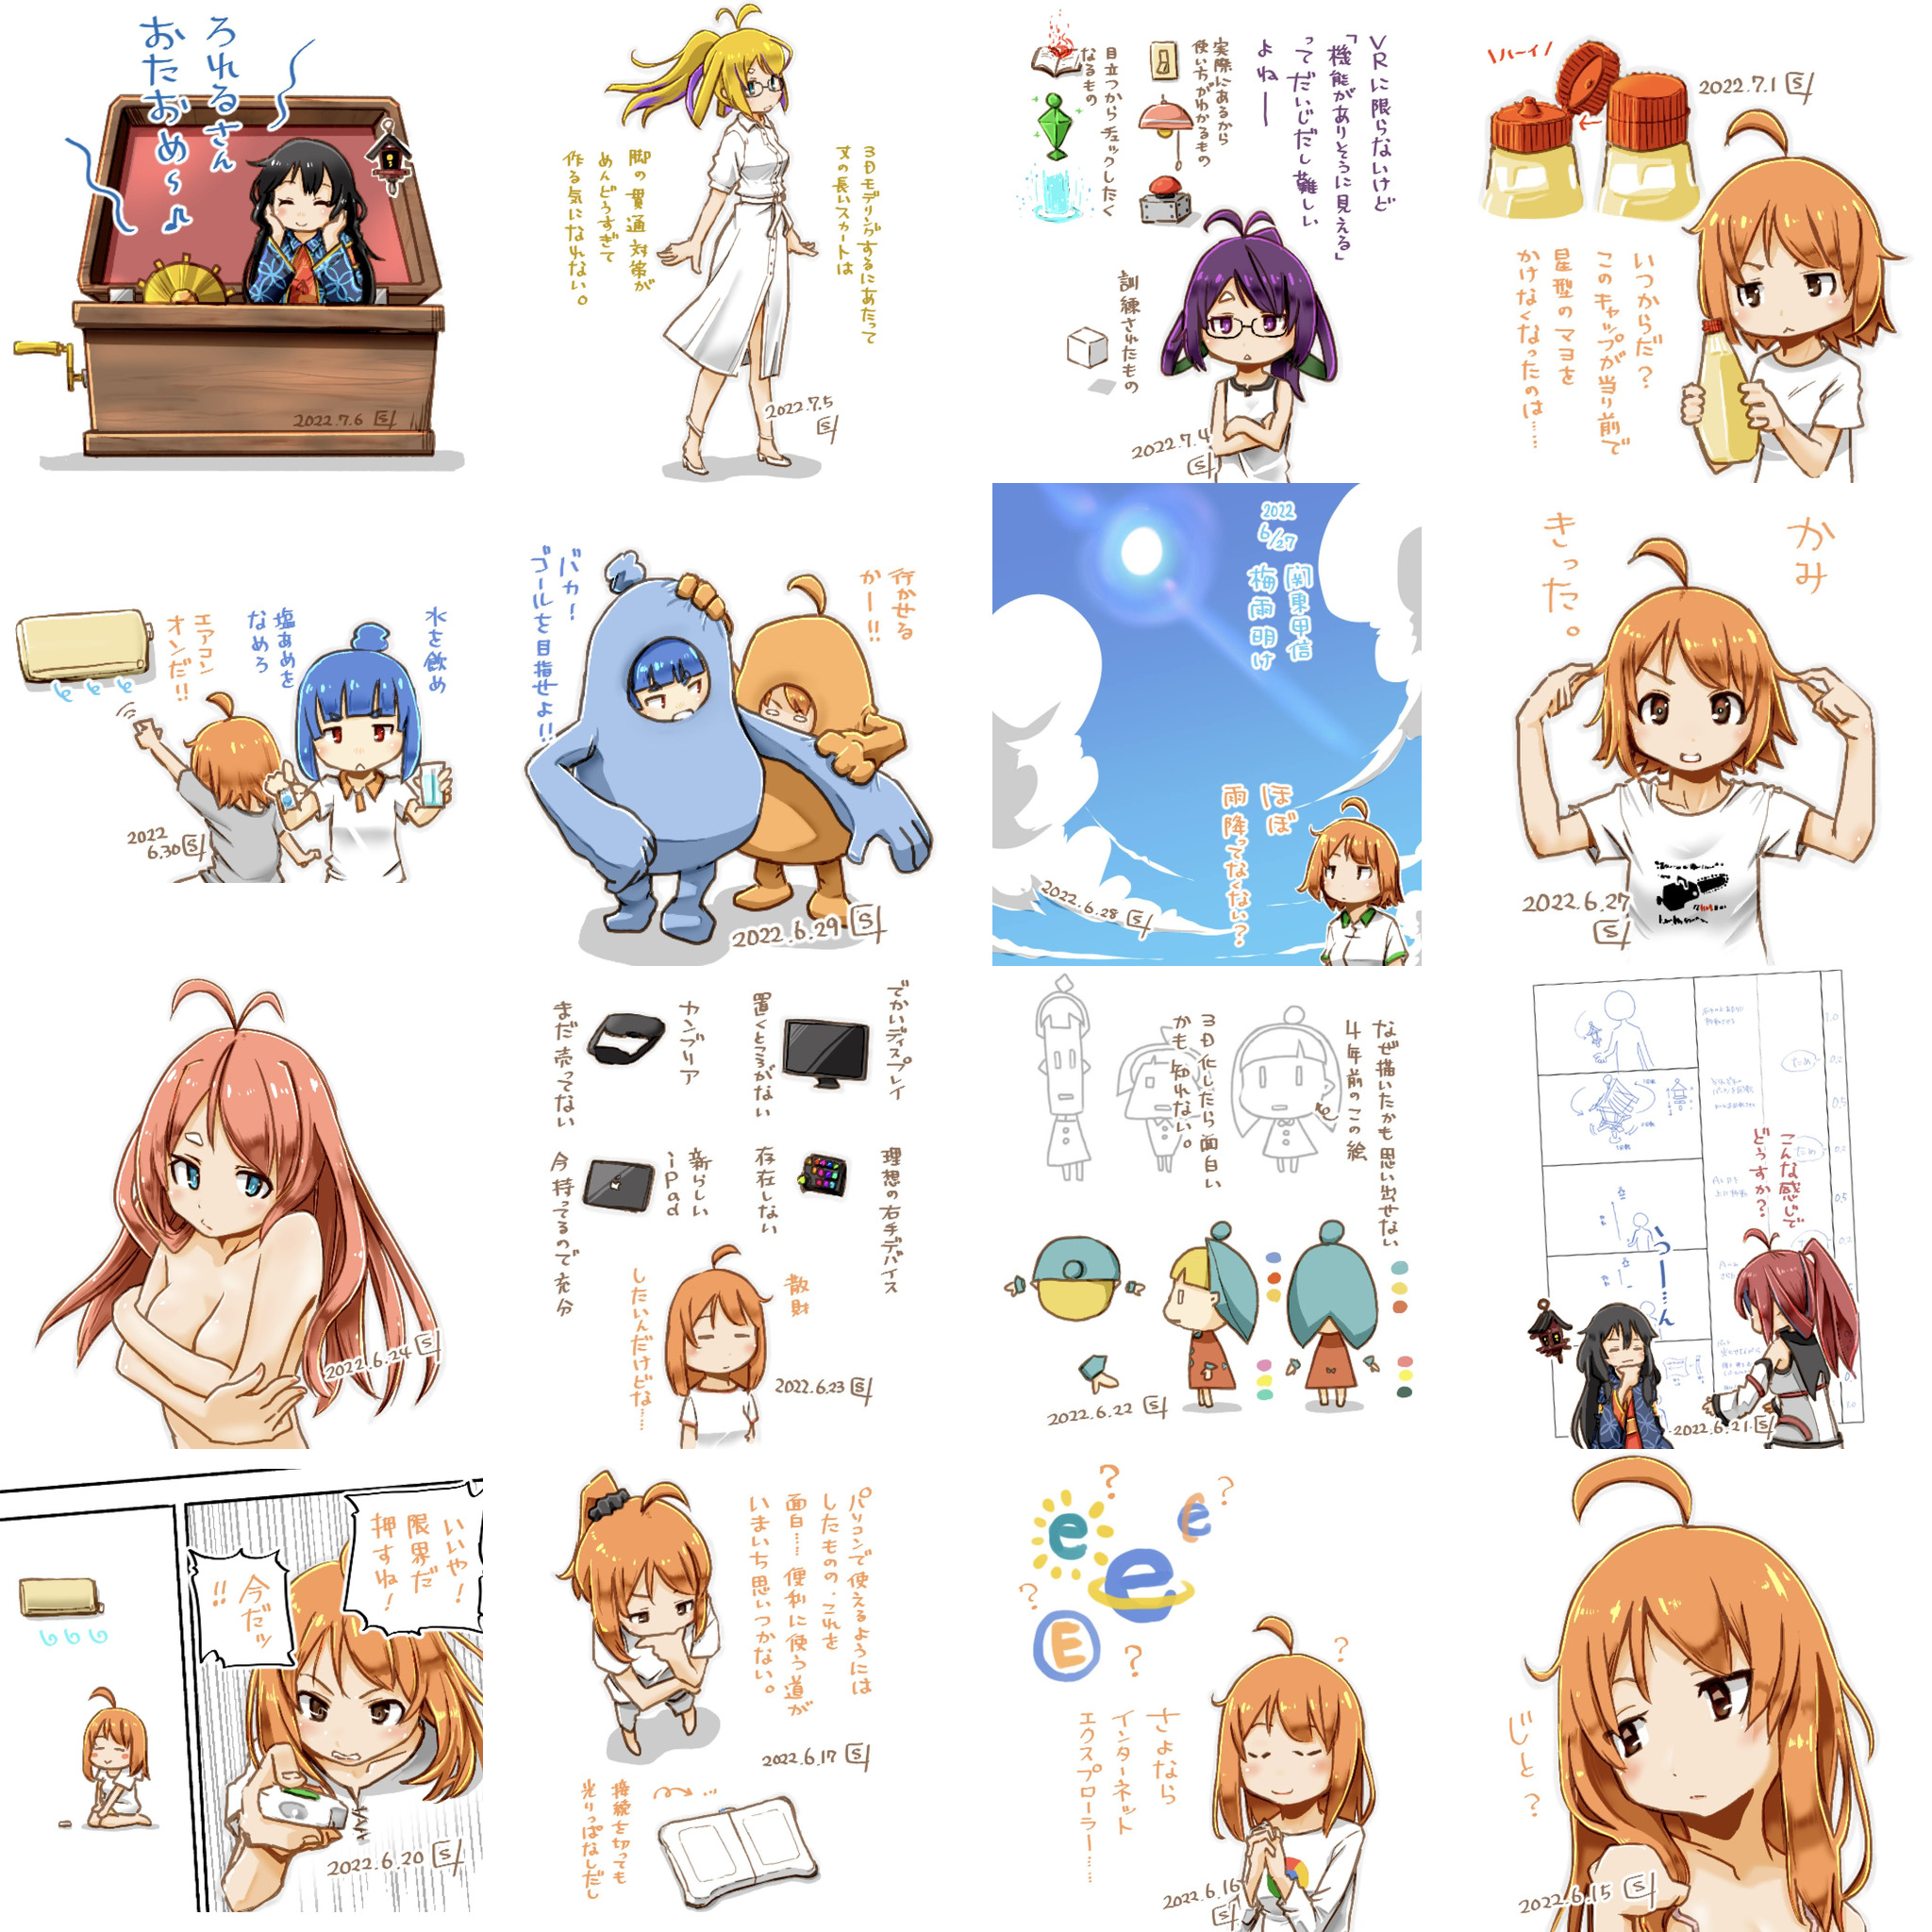 ろれるさん
おたおめ〜♪
2022.7.6
3Dモデリングするにあたって
丈の長いスカートは
脚の貫通対策が
めんどうすぎて
作る気になれない。
2022.7.5
VRに限らないけど
「機能がありそうに見える」
ってだいじだし難しい
よねー
実際にあるから
使い方がわかるもの
目立つからチェックしたく
なるもの
訓練されたもの
2022.7.4
\ハーイ/
2022.7.1
いつからだ?
このキャップが当り前で
星型のマヨを
かけなくなったのは……
水を飲め
塩あめを
なめろ
エアコン
オンだ!!
2022
6.30
行かせる
かー!!
バカ!
ゴールを目指せよ!!
2022.6.29
2022
6/27
関東甲信
梅雨明け
ほぼ
雨降ってなくない?
2022.6.28
かみ
きった。
2022.6.27
2022.6.24
でかいディスプレイ
置くところがない
カンブリア
まだ売ってない
理想の右手デバイス
存在しない
新らしい
iPad
今持ってるので充分
散財
したいんだけどな……
2022.6.23
なぜ描いたかも思い出せない
4年前のこの絵
3D化したら面白い
かも知れない。
2022.6.22
こんな感じで
どうすか?
うーーん
1.0
ため
0.2
0.5
ため
0.2
0.5
0.2
2022.6.21
いいや!
限界だ
押すね!
今だッ
!!
2022.6.20
パソコンで使えるようには
したものの、これを
面白……便利に使う道が
いまいち思いつかない。
2022.6.17
接続を切っても
光りっぱなしだし
さよなら
インターネット
エクスプローラー……
2022.6.16
じと?
2022.6.15